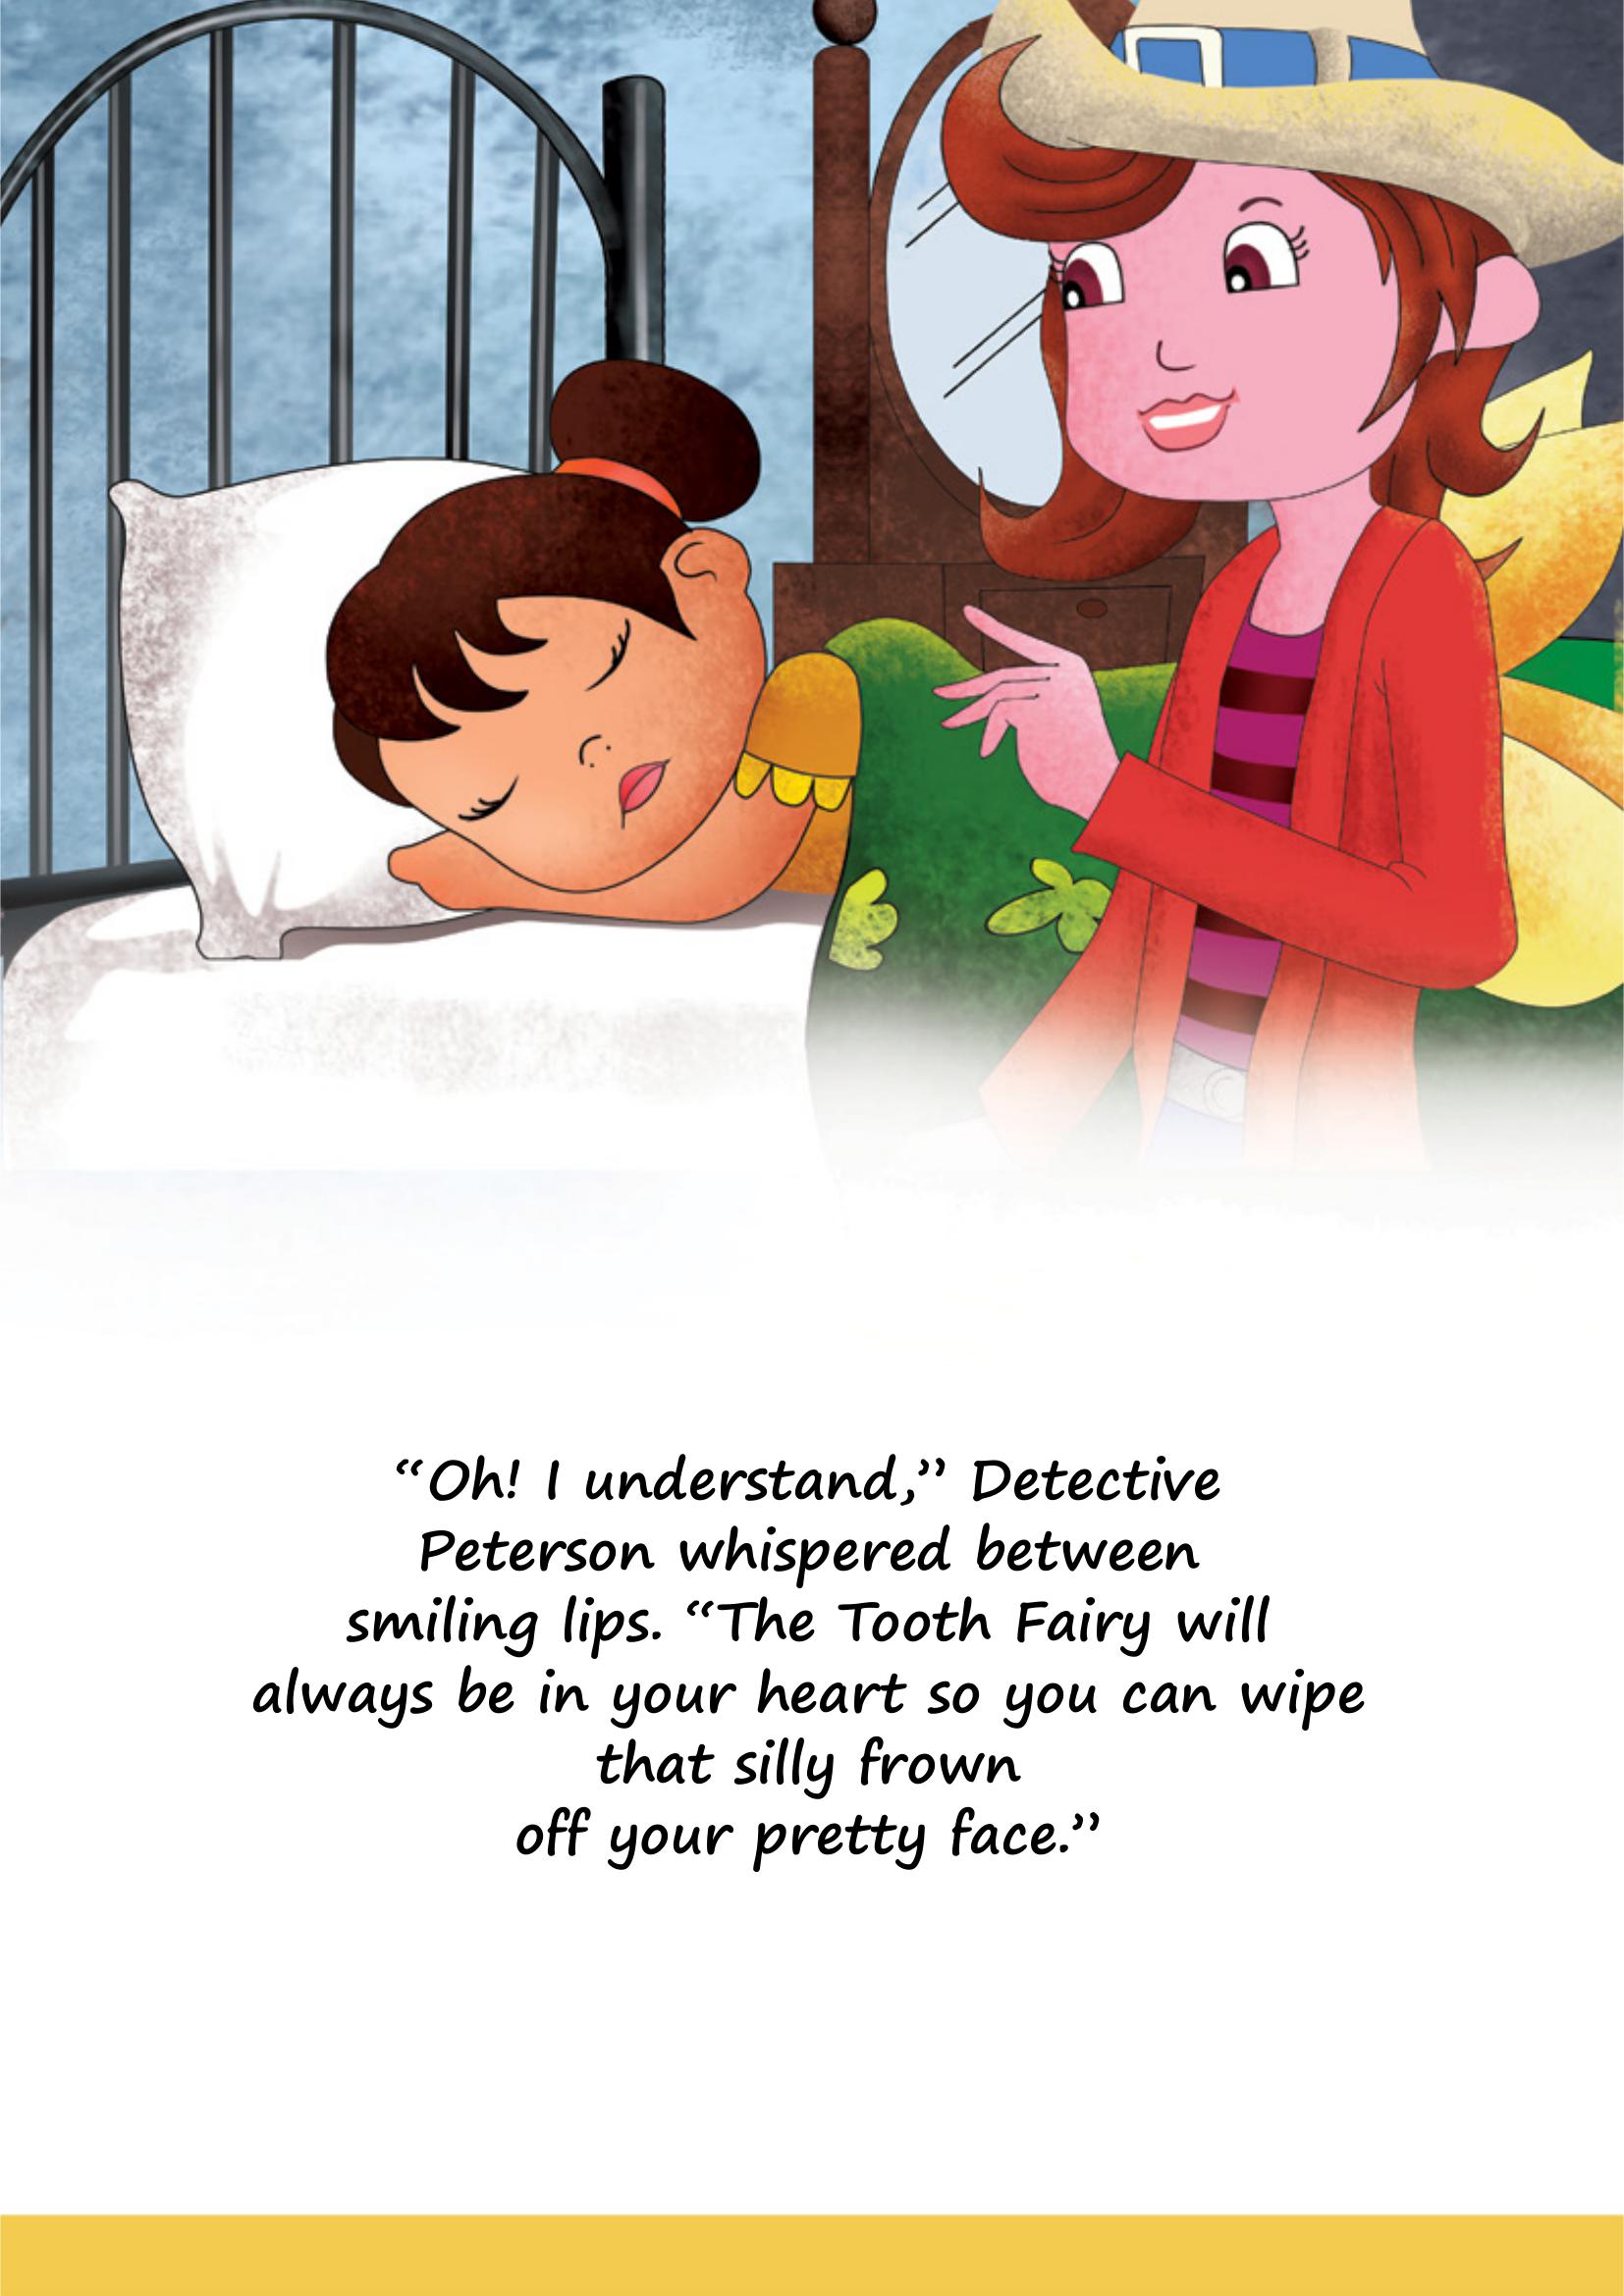 “Oh! I understand,” Detective
Peterson whispered between
smiling lips. “The Tooth Fairy will
always be in your heart so you can wipe
that silly frown
off your pretty face.”